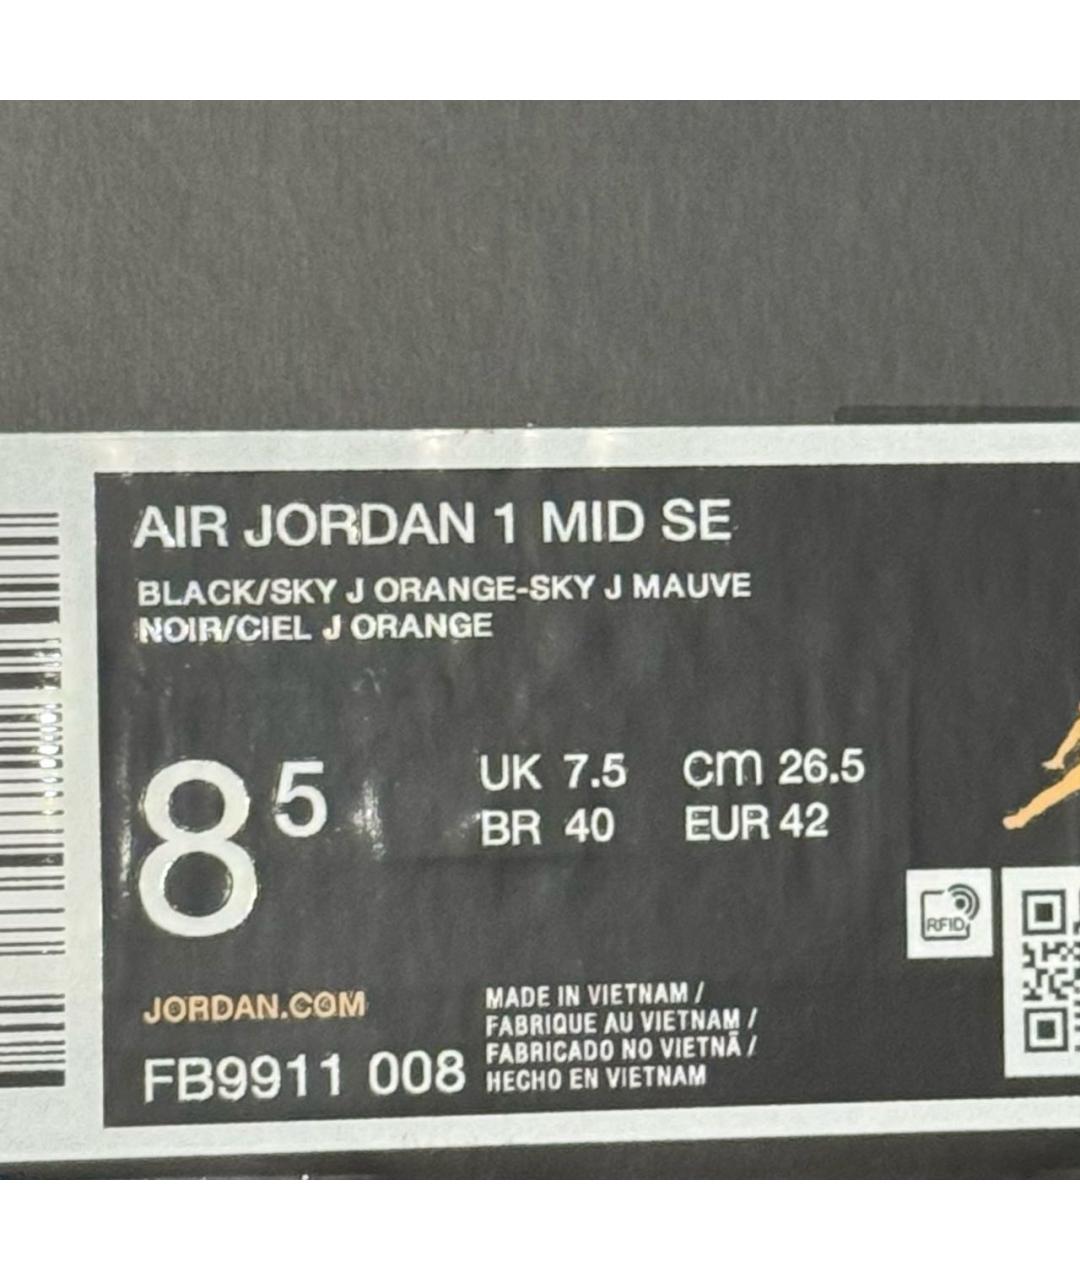 AIR JORDAN 1 MID SE
BLACK/SKY J ORANGE-SKY J MAUVE
NOIR/CIEL J ORANGE
8 5
UK 7.5 cm 26.5
BR 40 EUR 42
RFID
JORDAN.COM
FB9911 008
MADE IN VIETNAM /
FABRIQUE AU VIETNAM /
FABRICADO NO VIETNÃ /
HECHO EN VIETNAM